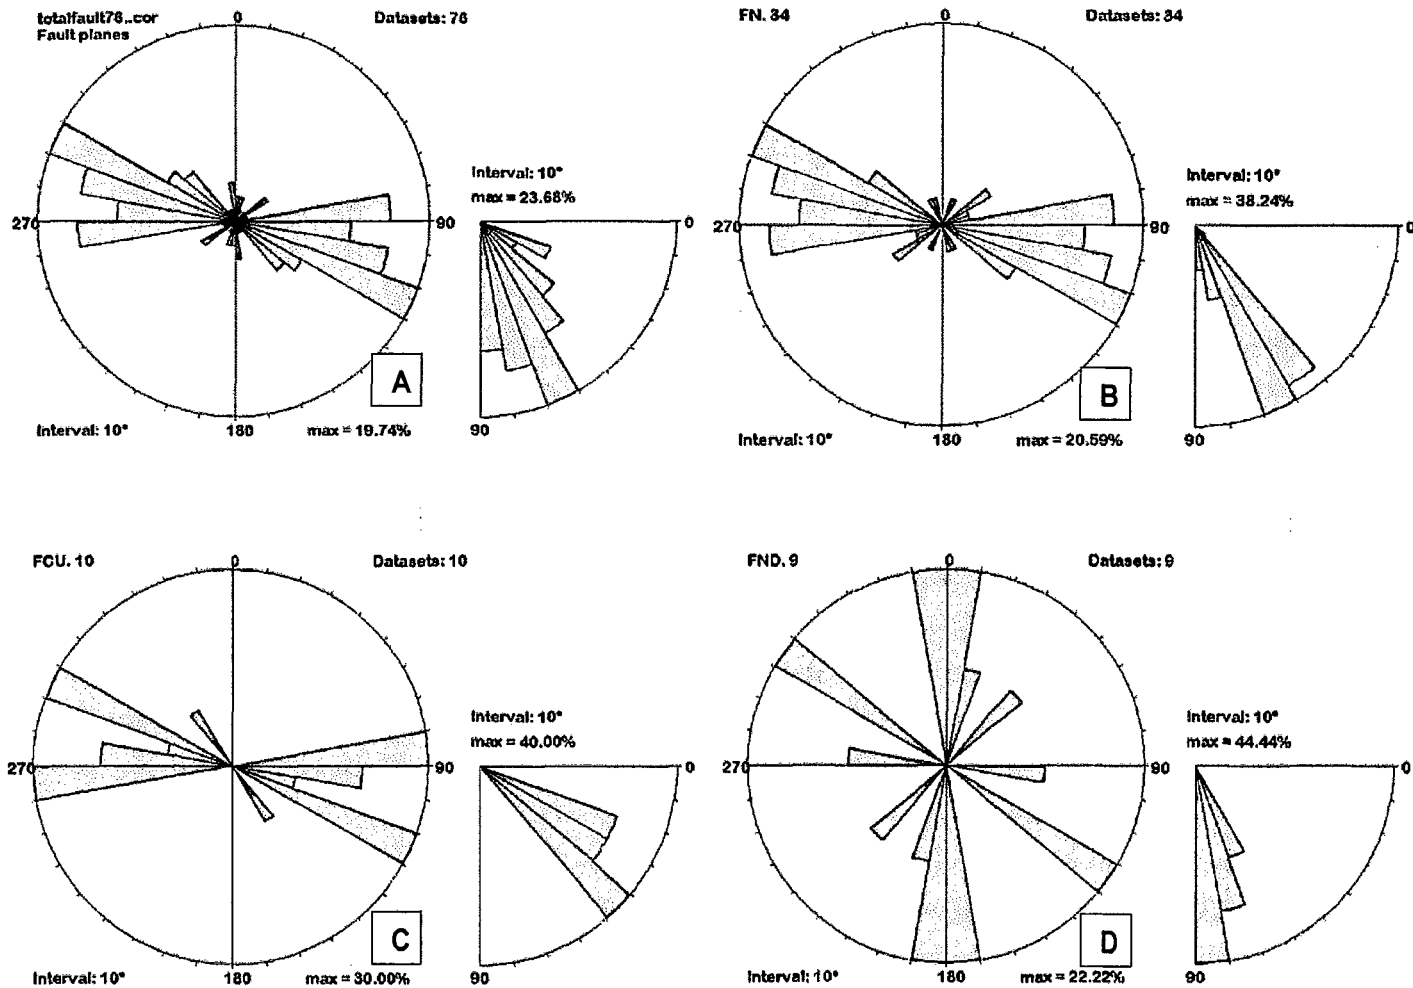 totalfault76..cor
Fault planes
0
Datasets: 76
270
90
Interval: 10°
max = 23.68%
0
90
A
Interval: 10°
180
max = 19.74%
FN. 34
0
Datasets: 34
270
90
Interval: 10°
max = 38.24%
0
90
B
Interval: 10°
180
max = 20.59%
FCU. 10
0
Datasets: 10
270
90
Interval: 10°
max = 40.00%
0
90
C
Interval: 10°
180
max = 30.00%
FND. 9
0
Datasets: 9
270
90
Interval: 10°
max = 44.44%
0
90
D
Interval: 10°
180
max = 22.22%